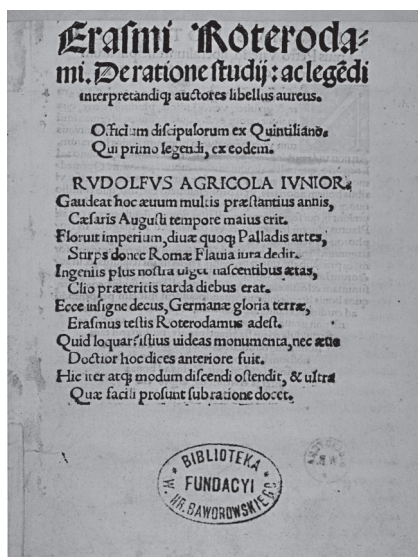 Erasmi Roteroda⸗
mi. De ratione studij: ac legēdi
interpretandiq; auctores libellus aureus.
Officium discipulorum ex Quintiliano.
Qui primo legendi, ex eodem.
RVDOLFVS AGRICOLA IVNIOR.
Gaudeat hoc æuum multis præstantius annis,
Cæsaris Augusti tempore maius erit.
Floruit imperium, diuæ quoq; Palladis artes,
Stirps donec Romæ Flauia iura dedit.
Ingeniis plus nostra uiget nascentibus ætas,
Clio præteritis tarda diebus erat.
Ecce insigne decus, Germanæ gloria terræ,
Erasmus testis Roterodamus adest.
Quid loquar? istius uideas monumenta, nec ætas
Doctior hoc dices anteriore fuit.
Hic iter atq; modum discendi ostendit, & ultra
Quæ facili prosunt sub ratione docet.
BIBLIOTEKA
FUNDACYI
W. HR. BAWOROWSKIEGO